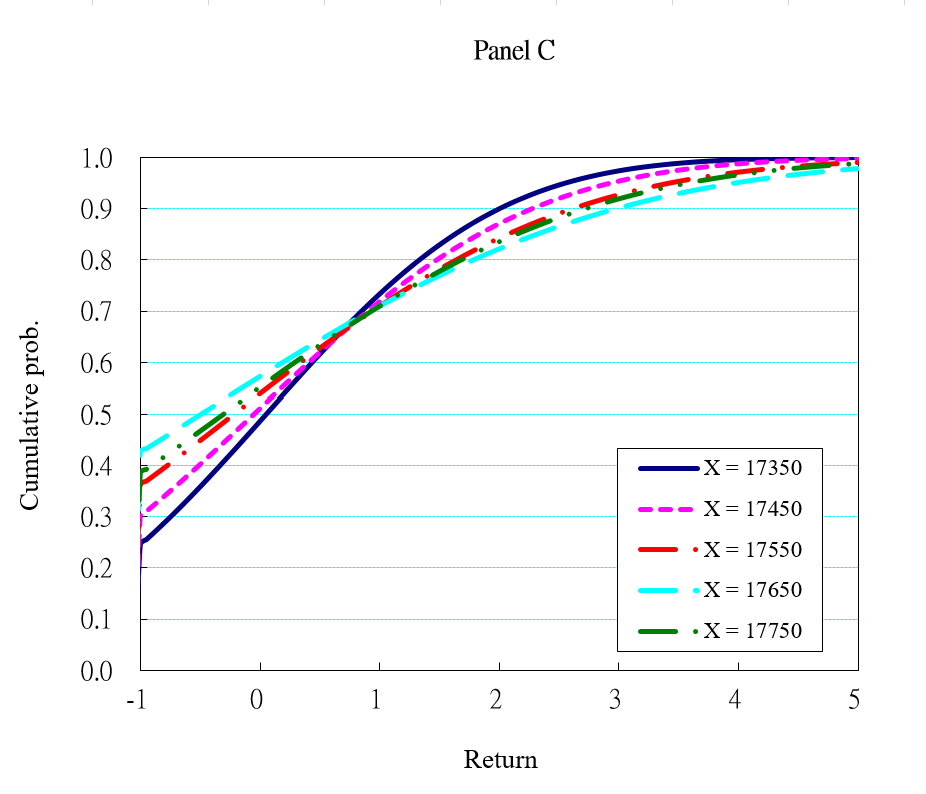 Panel C
Cumulative prob.
1.0
0.9
0.8
0.7
0.6
0.5
0.4
0.3
0.2
0.1
0.0
X = 17350
X = 17450
X = 17550
X = 17650
X = 17750
-1 0 1 2 3 4 5
Return